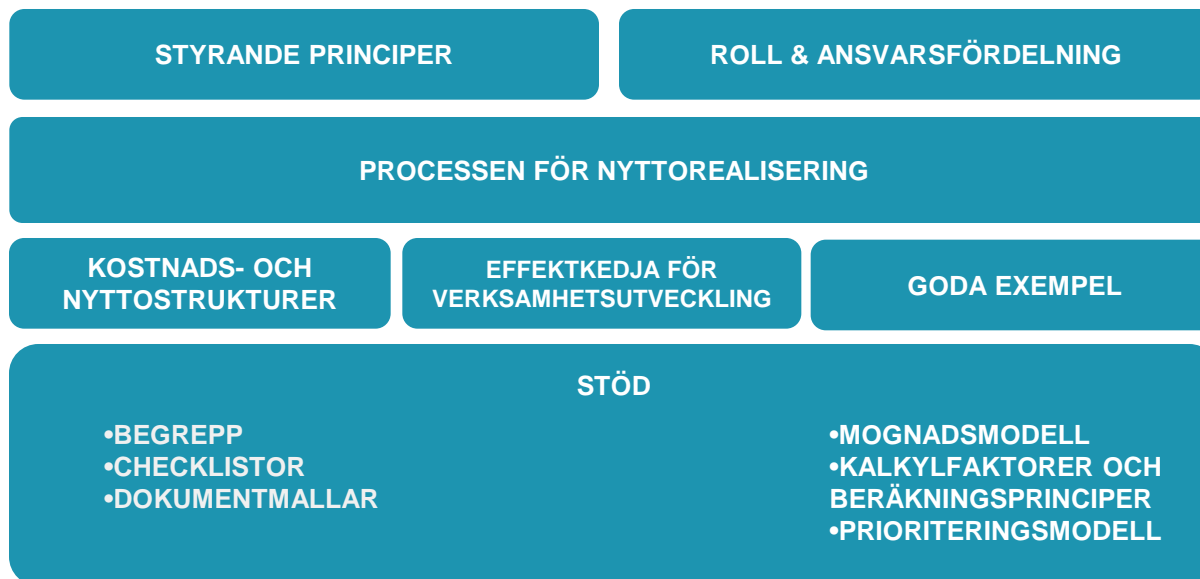 STYRANDE PRINCIPER
ROLL & ANSVARSFÖRDELNING
PROCESSEN FÖR NYTTOREALISERING
KOSTNADS- OCH
NYTTOSTRUKTURER
EFFEKTKEDJA FÖR
VERKSAMHETSUTVECKLING
GODA EXEMPEL
STÖD
•BEGREPP
•CHECKLISTOR
•DOKUMENTMALLAR
•MOGNADSMODELL
•KALKYLFAKTORER OCH
BERÄKNINGSPRINCIPER
•PRIORITERINGSMODELL